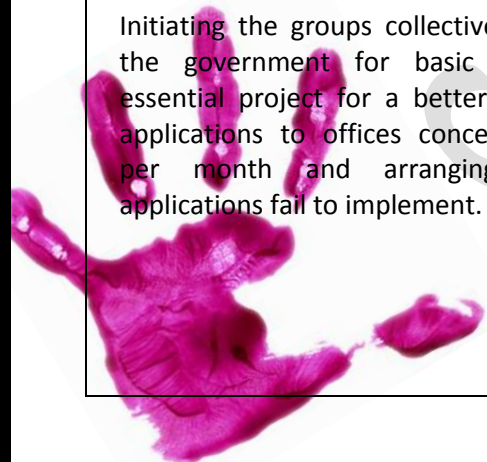 Initiating the groups collective
the government for basic
essential project for a better
applications to offices conce
per month and arranging
applications fail to implement.